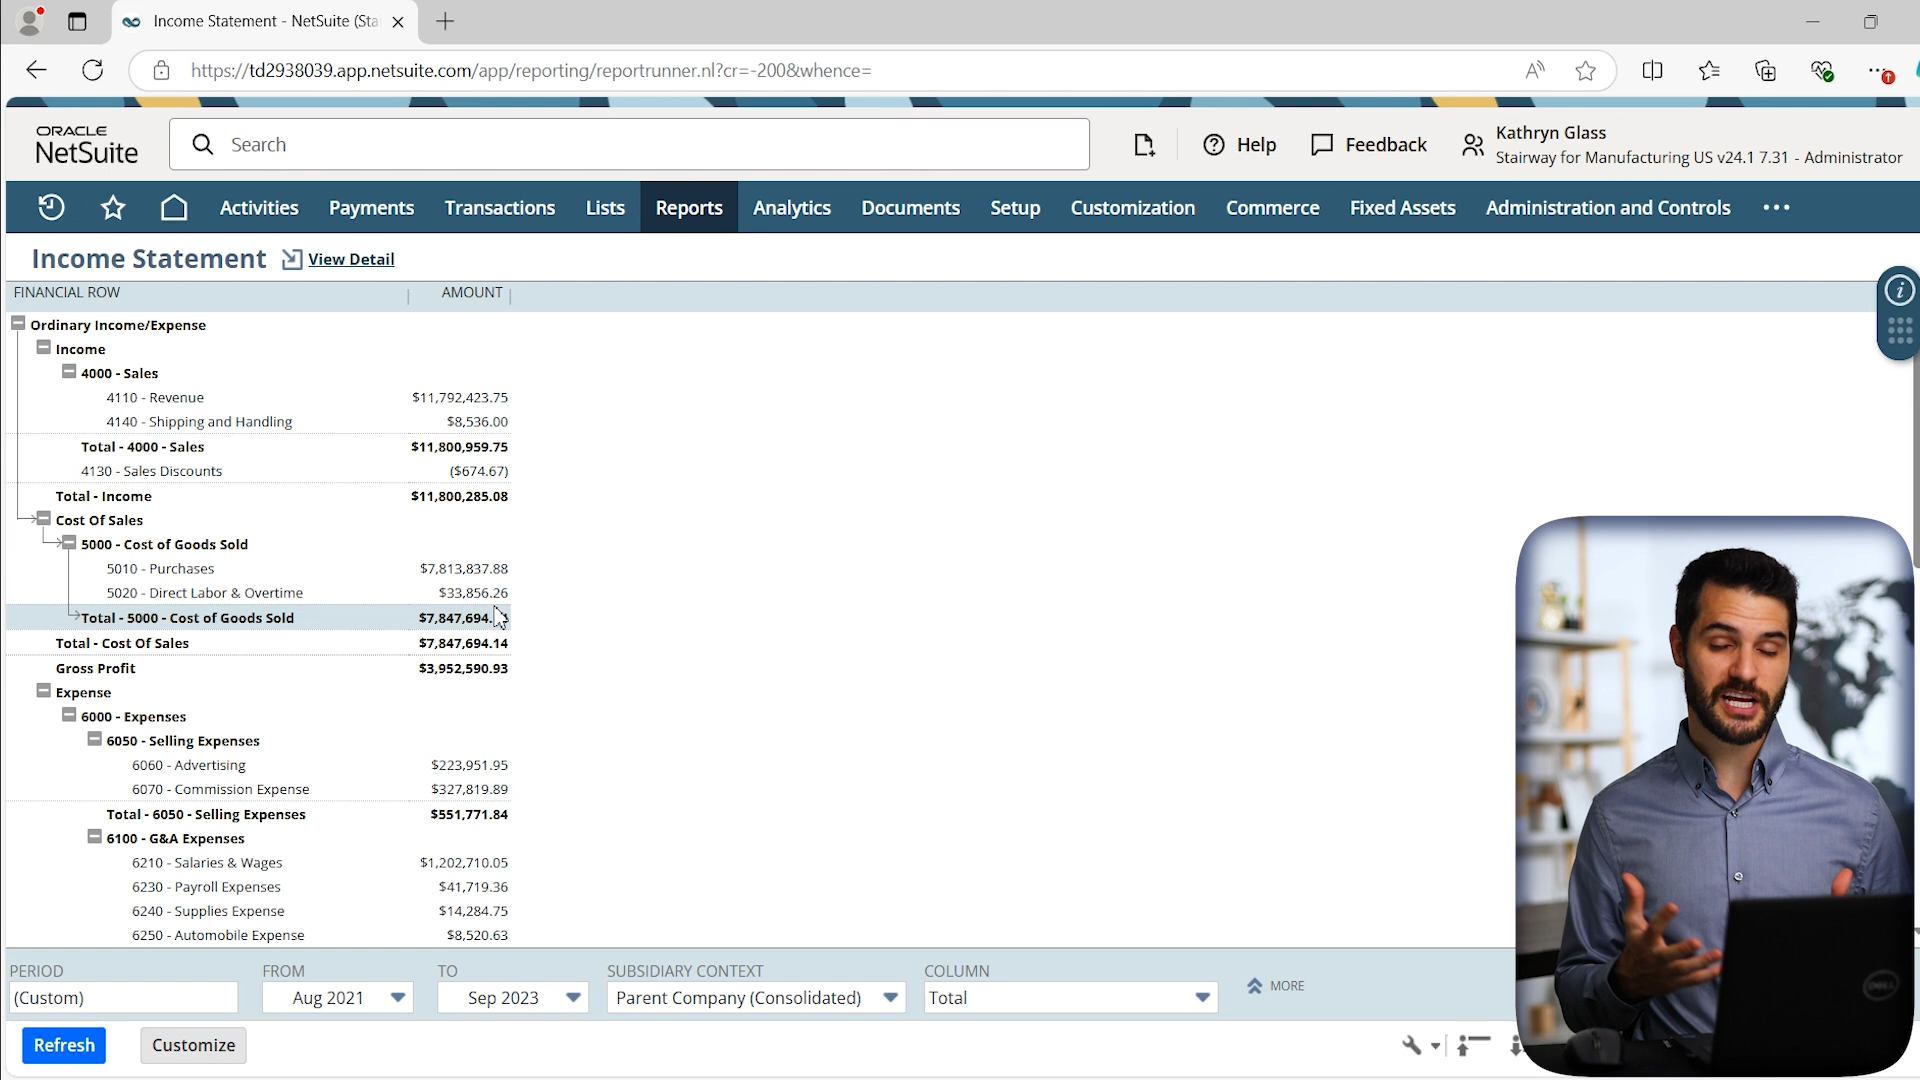 Income Statement - NetSuite (Sta
https://td2938039.app.netsuite.com/app/reporting/reportrunner.nl?cr=-200&whence=
ORACLE
NetSuite
Search
Help
Feedback
Kathryn Glass
Stairway for Manufacturing US v24.1 7.31 - Administrator
Activities Payments Transactions Lists Reports Analytics Documents Setup Customization Commerce Fixed Assets Administration and Controls
Income Statement View Detail
FINANCIAL ROW AMOUNT
Ordinary Income/Expense
Income
4000 - Sales
4110 - Revenue $11,792,423.75
4140 - Shipping and Handling $8,536.00
Total - 4000 - Sales $11,800,959.75
4130 - Sales Discounts ($674.67)
Total - Income $11,800,285.08
Cost Of Sales
5000 - Cost of Goods Sold
5010 - Purchases $7,813,837.88
5020 - Direct Labor & Overtime $33,856.26
Total - 5000 - Cost of Goods Sold $7,847,694.
Total - Cost Of Sales $7,847,694.14
Gross Profit $3,952,590.93
Expense
6000 - Expenses
6050 - Selling Expenses
6060 - Advertising $223,951.95
6070 - Commission Expense $327,819.89
Total - 6050 - Selling Expenses $551,771.84
6100 - G&A Expenses
6210 - Salaries & Wages $1,202,710.05
6230 - Payroll Expenses $41,719.36
6240 - Supplies Expense $14,284.75
6250 - Automobile Expense $8,520.63
PERIOD FROM TO SUBSIDIARY CONTEXT COLUMN
(Custom) Aug 2021 Sep 2023 Parent Company (Consolidated) Total
MORE
Refresh Customize
DELL